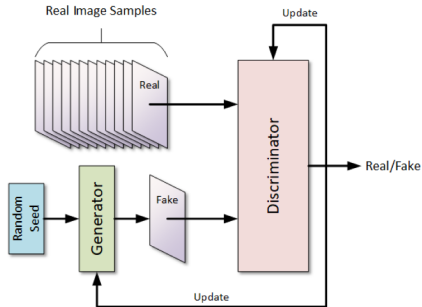 Real Image Samples
Update
Real
Discriminator
Real/Fake
Random
Seed
Generator
Fake
Update